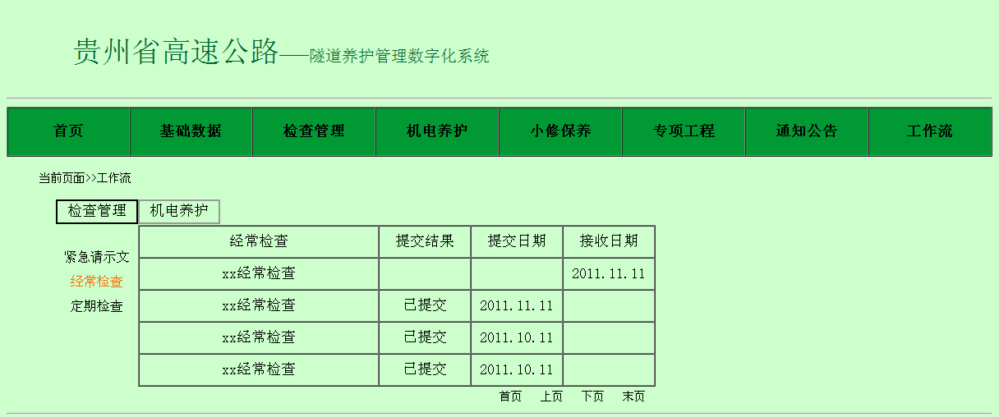 贵州省高速公路——隧道养护管理数字化系统
首页 基础数据 检查管理 机电养护 小修保养 专项工程 通知公告 工作流
当前页面>>工作流
检查管理 机电养护
紧急请示文
经常检查
定期检查
经常检查 提交结果 提交日期 接收日期
xx经常检查 2011.11.11
xx经常检查 已提交 2011.11.11
xx经常检查 已提交 2011.10.11
xx经常检查 已提交 2011.10.11
首页 上页 下页 末页